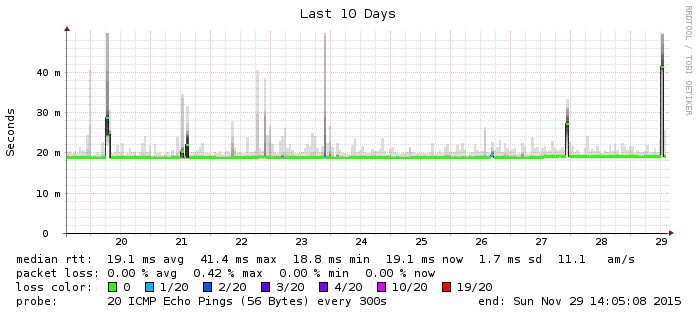 Last 10 Days
RRDTOOL / TOBI OETIKER
Seconds
40 m
30 m
20 m
10 m
0
20 21 22 23 24 25 26 27 28 29
median rtt: 19.1 ms avg 41.4 ms max 18.8 ms min 19.1 ms now 1.7 ms sd 11.1 am/s
packet loss: 0.00 % avg 0.42 % max 0.00 % min 0.00 % now
loss color: 0 1/20 2/20 3/20 4/20 10/20 19/20
probe: 20 ICMP Echo Pings (56 Bytes) every 300s end: Sun Nov 29 14:05:08 2015